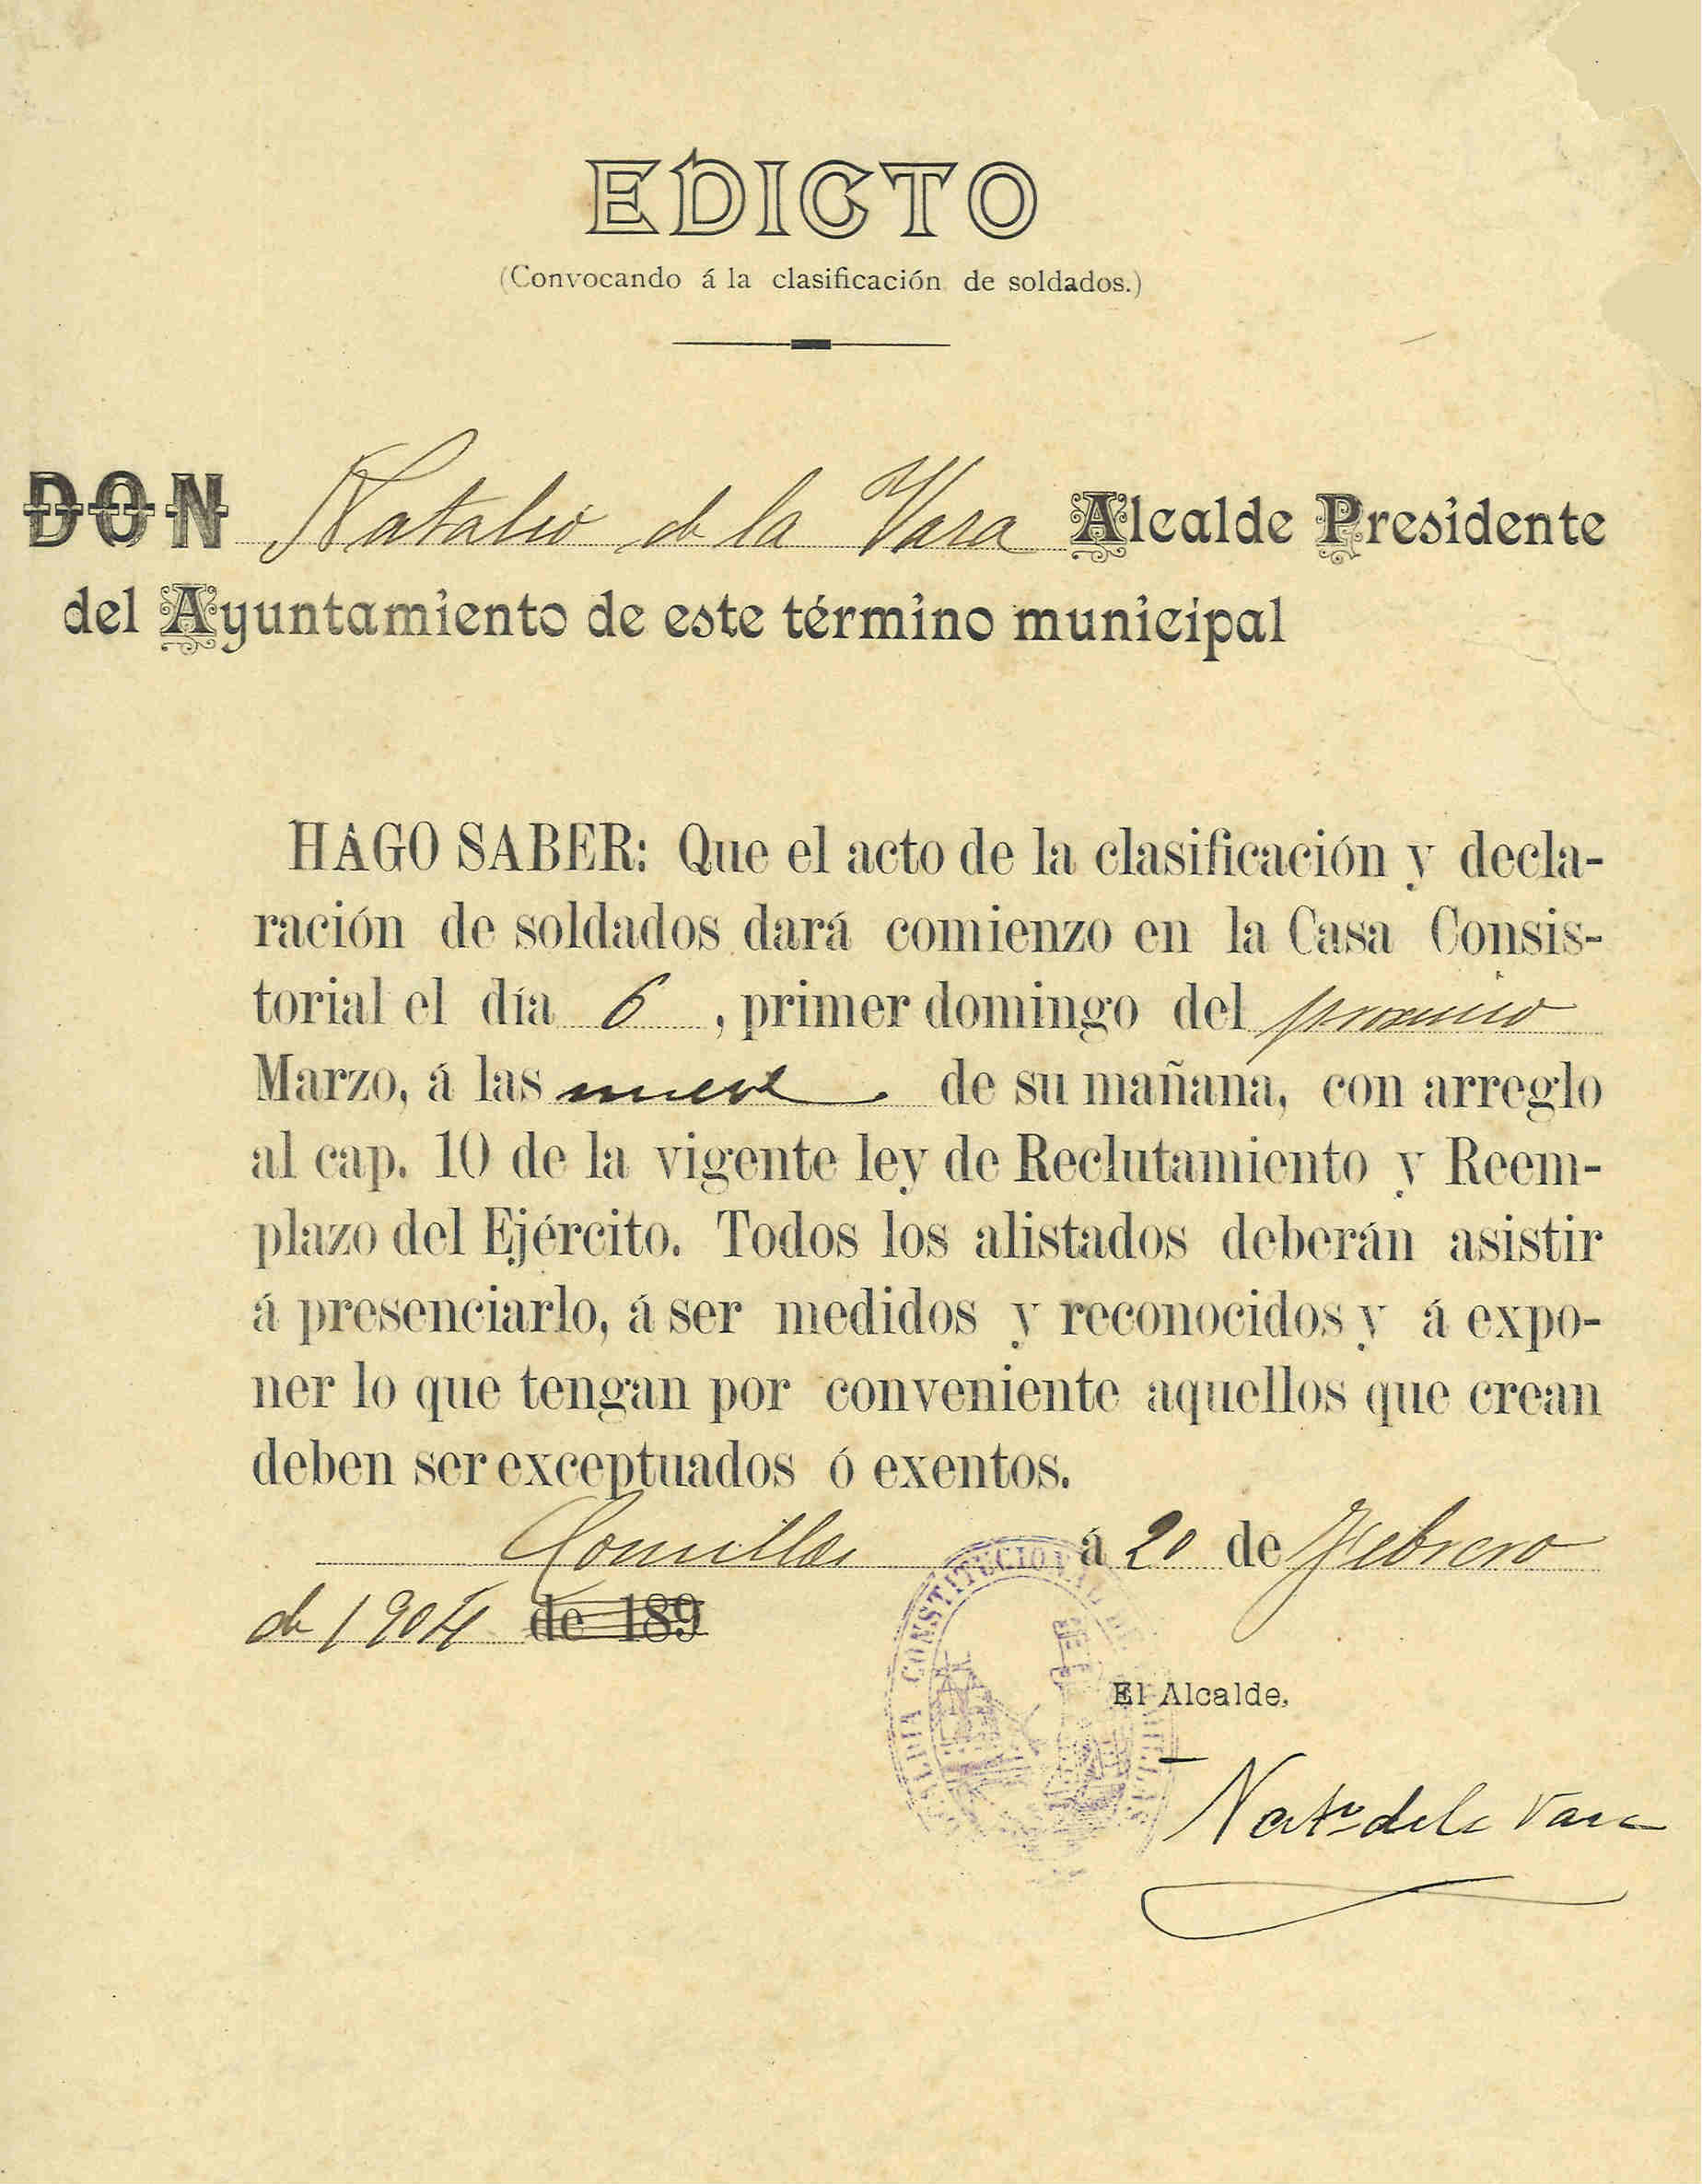 EDICTO
(Convocando á la clasificación de soldados.)
DON Natalio de la Vara Alcalde Presidente
del Ayuntamiento de este término municipal
HAGO SABER: Que el acto de la clasificación y decla-
ración de soldados dará comienzo en la Casa Consis-
torial el día 6, primer domingo del proximo
Marzo, á las nueve de su mañana, con arreglo
al cap. 10 de la vigente ley de Reclutamiento y Reem-
plazo del Ejército. Todos los alistados deberán asistir
á presenciarlo, á ser medidos y reconocidos y á expo-
ner lo que tengan por conveniente aquellos que crean
deben ser exceptuados ó exentos.
Comillas á 20 de Febrero
de 1904 de 189
CONSTITUCIONAL DE
El Alcalde,
Nat.º de la Vara